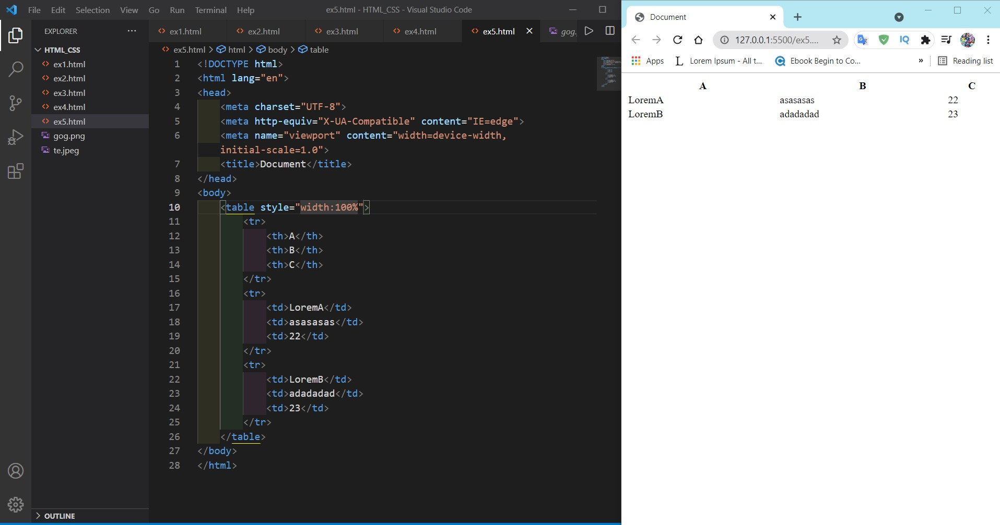 File Edit Selection View Go Run Terminal Help ex5.html - HTML_CSS - Visual Studio Code
EXPLORER
HTML_CSS
ex1.html
ex2.html
ex3.html
ex4.html
ex5.html
gog.png
te.jpeg
OUTLINE
ex1.html ex2.html ex3.html ex4.html ex5.html gog.
ex5.html > html > body > table
1 <!DOCTYPE html>
2 <html lang="en">
3 <head>
4 <meta charset="UTF-8">
5 <meta http-equiv="X-UA-Compatible" content="IE=edge">
6 <meta name="viewport" content="width=device-width,
initial-scale=1.0">
7 <title>Document</title>
8 </head>
9 <body>
10 <table style="width:100%">
11 <tr>
12 <th>A</th>
13 <th>B</th>
14 <th>C</th>
15 </tr>
16 <tr>
17 <td>LoremA</td>
18 <td>asasasas</td>
19 <td>22</td>
20 </tr>
21 <tr>
22 <td>LoremB</td>
23 <td>adadadad</td>
24 <td>23</td>
25 </tr>
26 </table>
27 </body>
28 </html>
Document
127.0.0.1:5500/ex5.... IQ
Apps L Lorem Ipsum - All t... Ebook Begin to Co... » Reading list
A B C
LoremA asasasas 22
LoremB adadadad 23